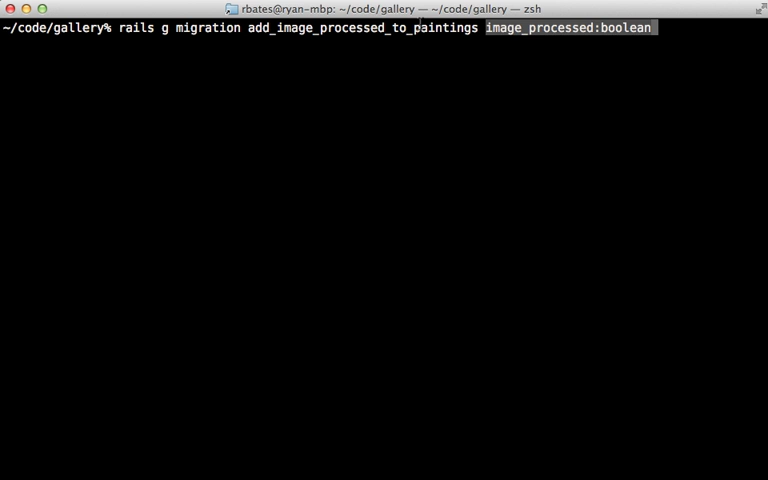 rbates@ryan-mbp: ~/code/gallery — ~/code/gallery — zsh
~/code/gallery% rails g migration add_image_processed_to_paintings image_processed:boolean